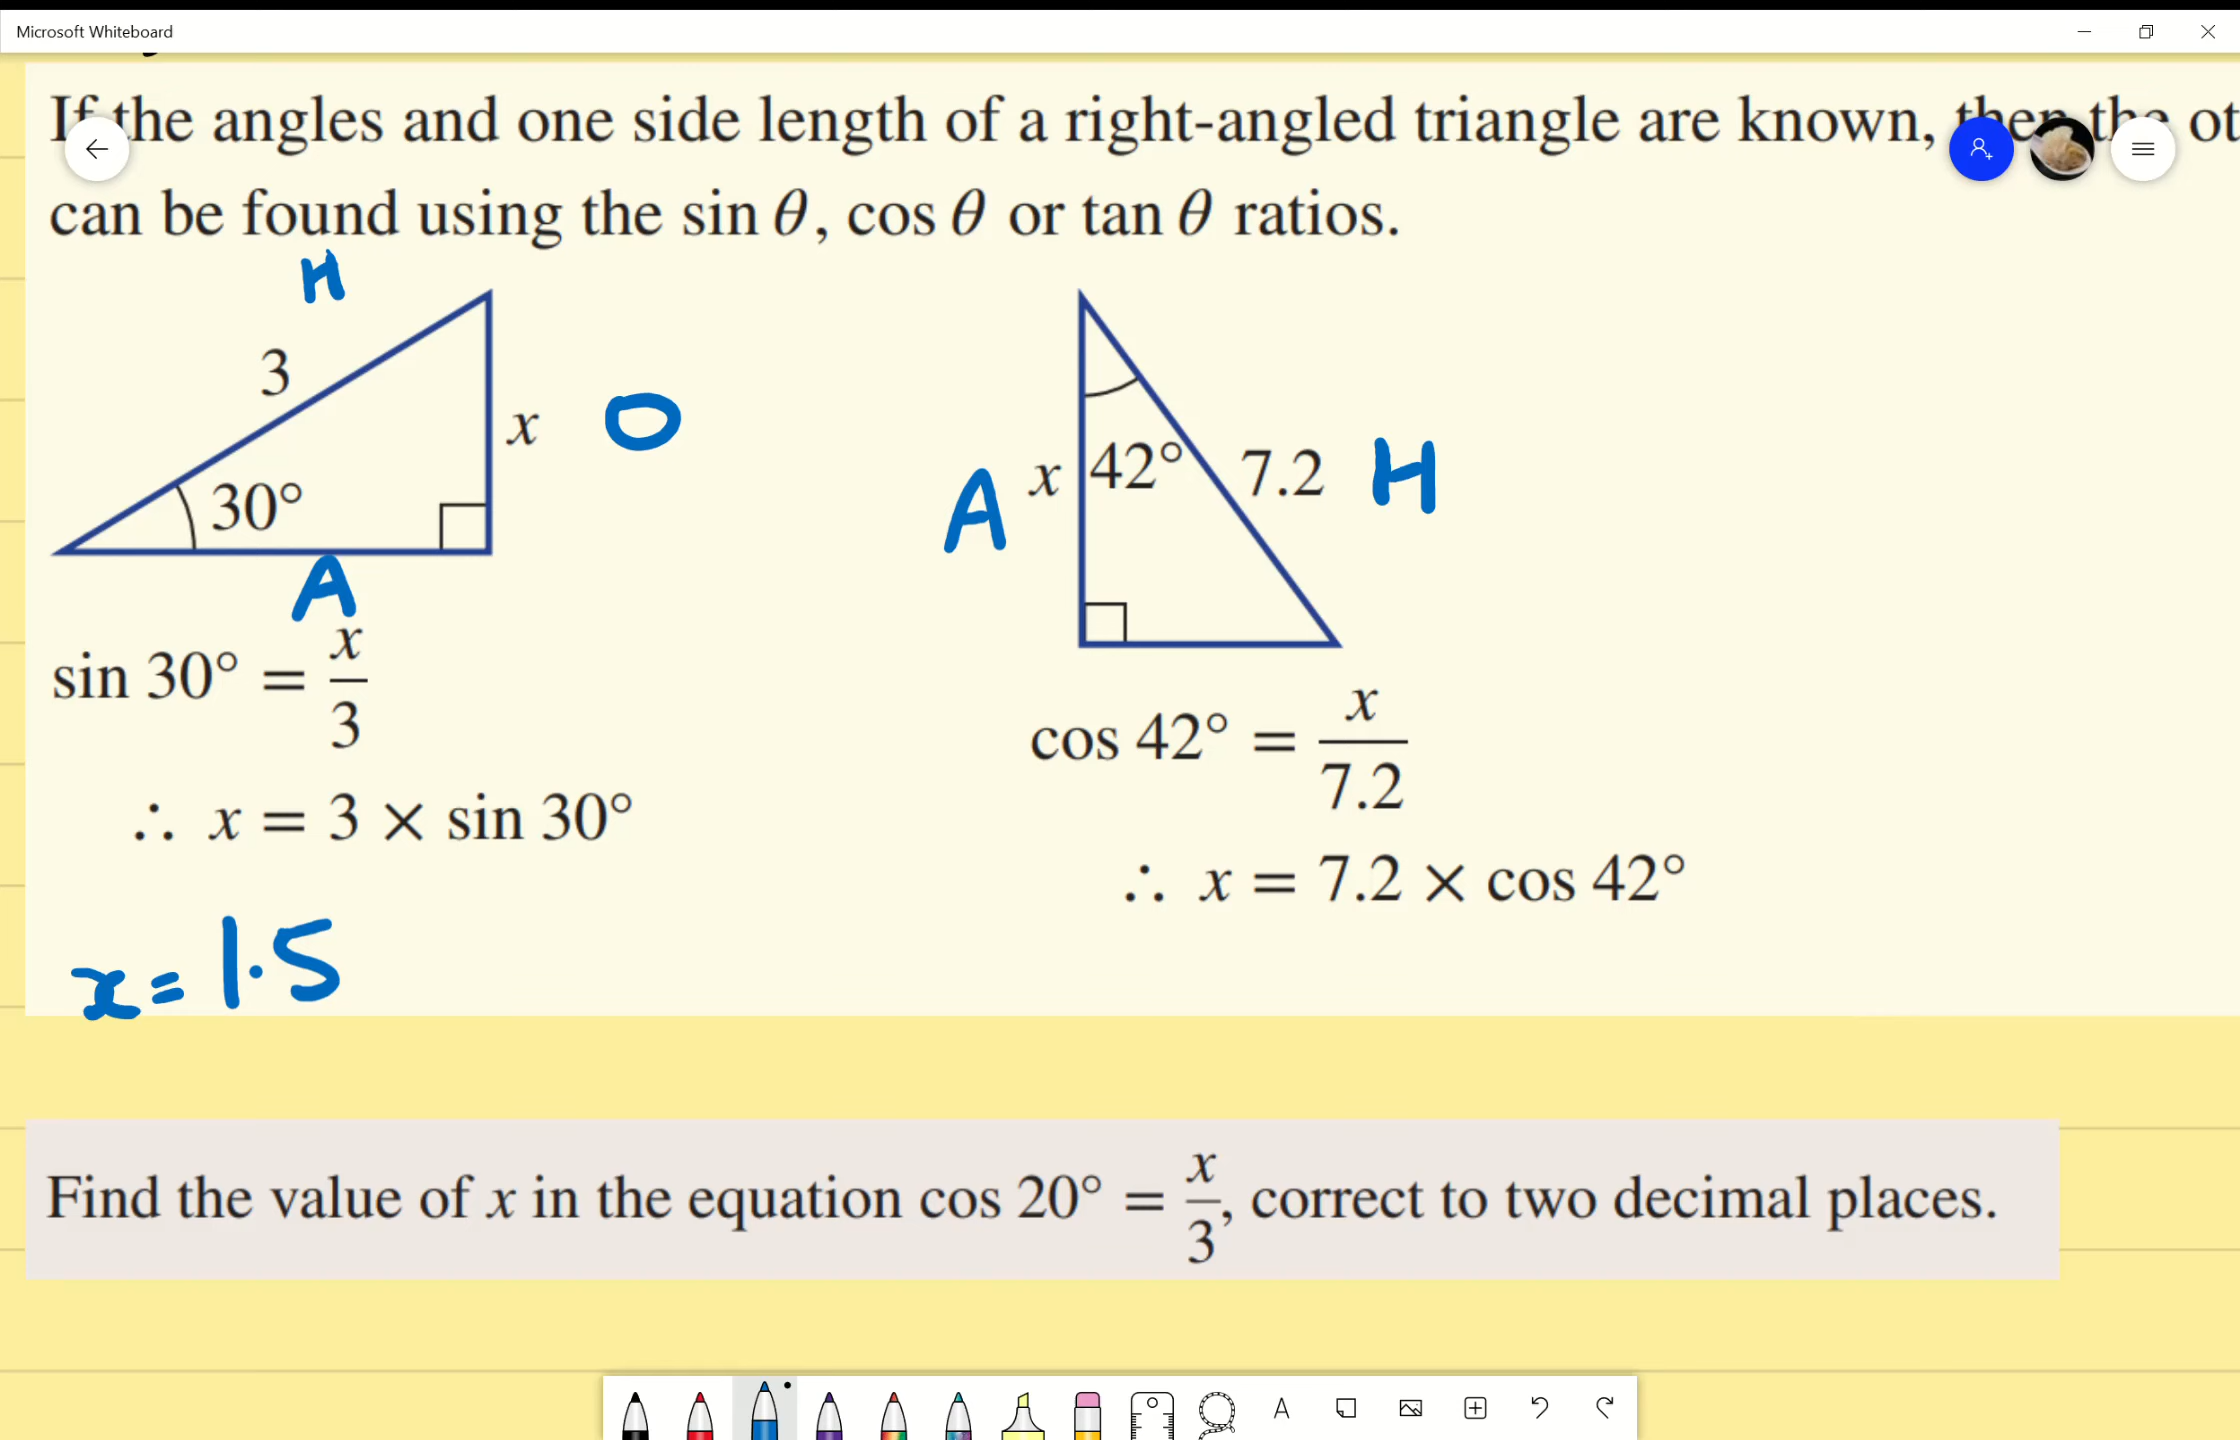 Microsoft Whiteboard
If the angles and one side length of a right-angled triangle are known, then the ot
can be found using the sin θ, cos θ or tan θ ratios.
H
3
x
O
30°
A
sin 30° = x/3
∴ x = 3 × sin 30°
x = 1.5
A
x
42°
7.2
H
cos 42° = x/7.2
∴ x = 7.2 × cos 42°
Find the value of x in the equation cos 20° = x/3, correct to two decimal places.
A